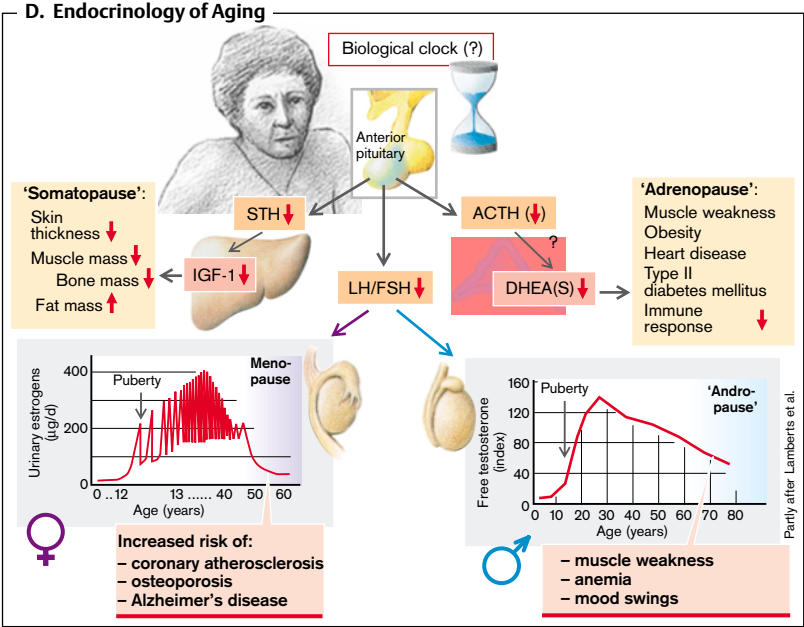 D. Endocrinology of Aging
Biological clock (?)
Anterior
pituitary
'Somatopause':
Skin
thickness
Muscle mass
Bone mass
Fat mass
STH
IGF-1
LH/FSH
ACTH ( )
?
DHEA(S)
'Adrenopause':
Muscle weakness
Obesity
Heart disease
Type II
diabetes mellitus
Immune
response
Urinary estrogens
(µg/d)
400
200
0
Puberty
Meno-
pause
0 ..12 13 ...... 40 50 60
Age (years)
Increased risk of:
– coronary atherosclerosis
– osteoporosis
– Alzheimer's disease
Free testosterone
(index)
160
120
80
40
0
Puberty
'Andro-
pause'
0 10 20 30 40 50 60 70 80
Age (years)
– muscle weakness
– anemia
– mood swings
Partly after Lamberts et al.